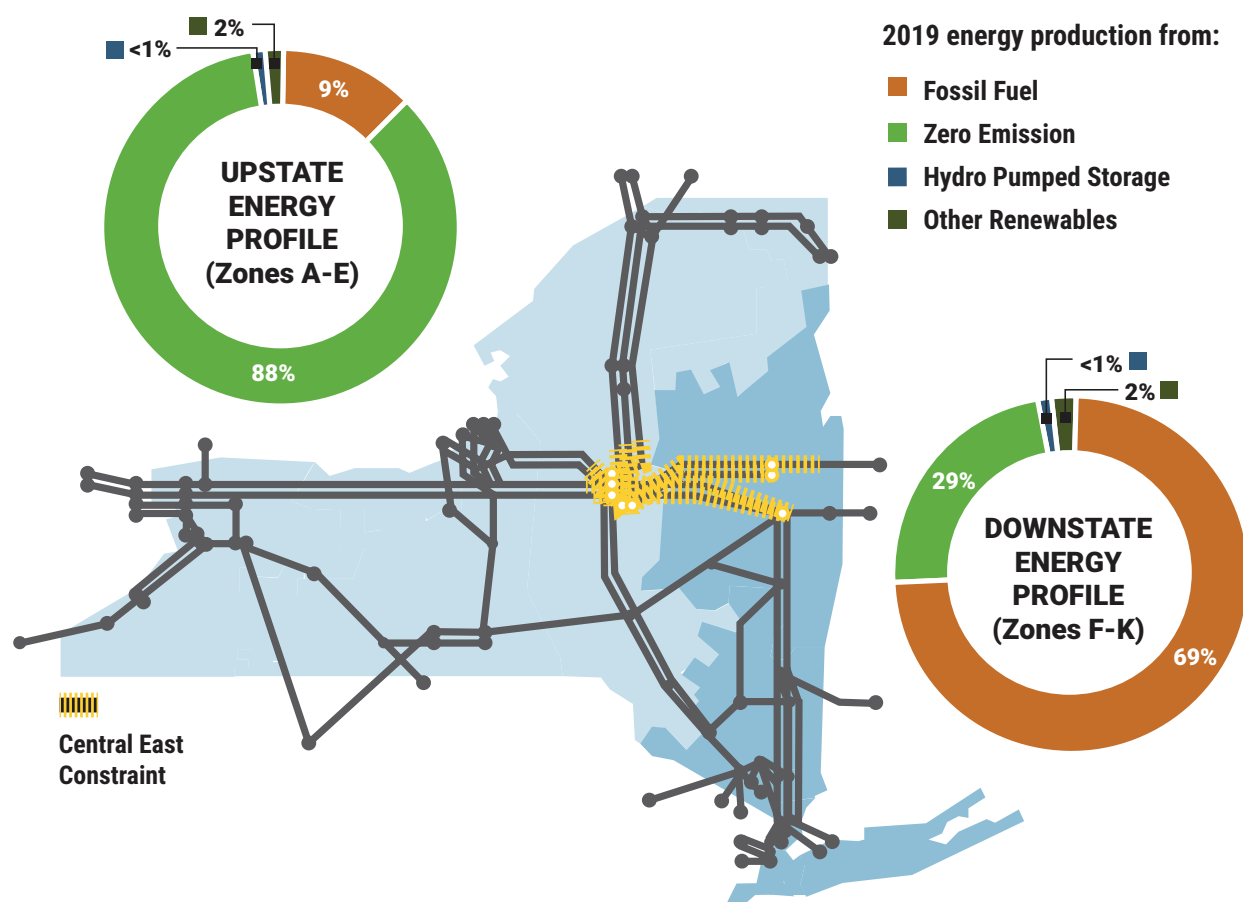 2%
<1%
9%
UPSTATE
ENERGY
PROFILE
(Zones A-E)
88%
2019 energy production from:
Fossil Fuel
Zero Emission
Hydro Pumped Storage
Other Renewables
<1%
2%
29%
DOWNSTATE
ENERGY
PROFILE
(Zones F-K)
69%
Central East
Constraint